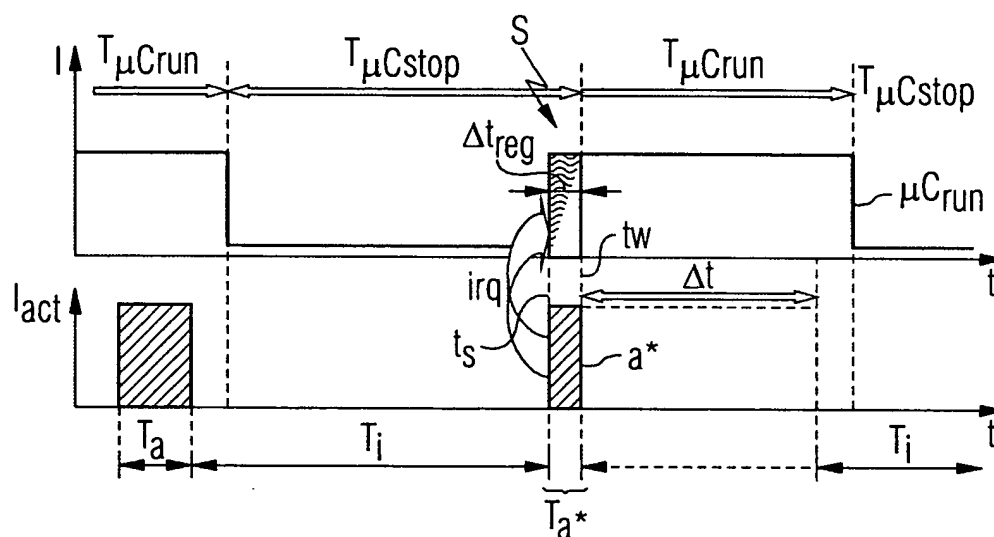 S
I
TμCrun
TμCstop
TμCrun
TμCstop
Δtreg
μCrun
t
tw
irq
Δt
Iact
ts
a*
t
Ta
Ti
Ti
Ta*